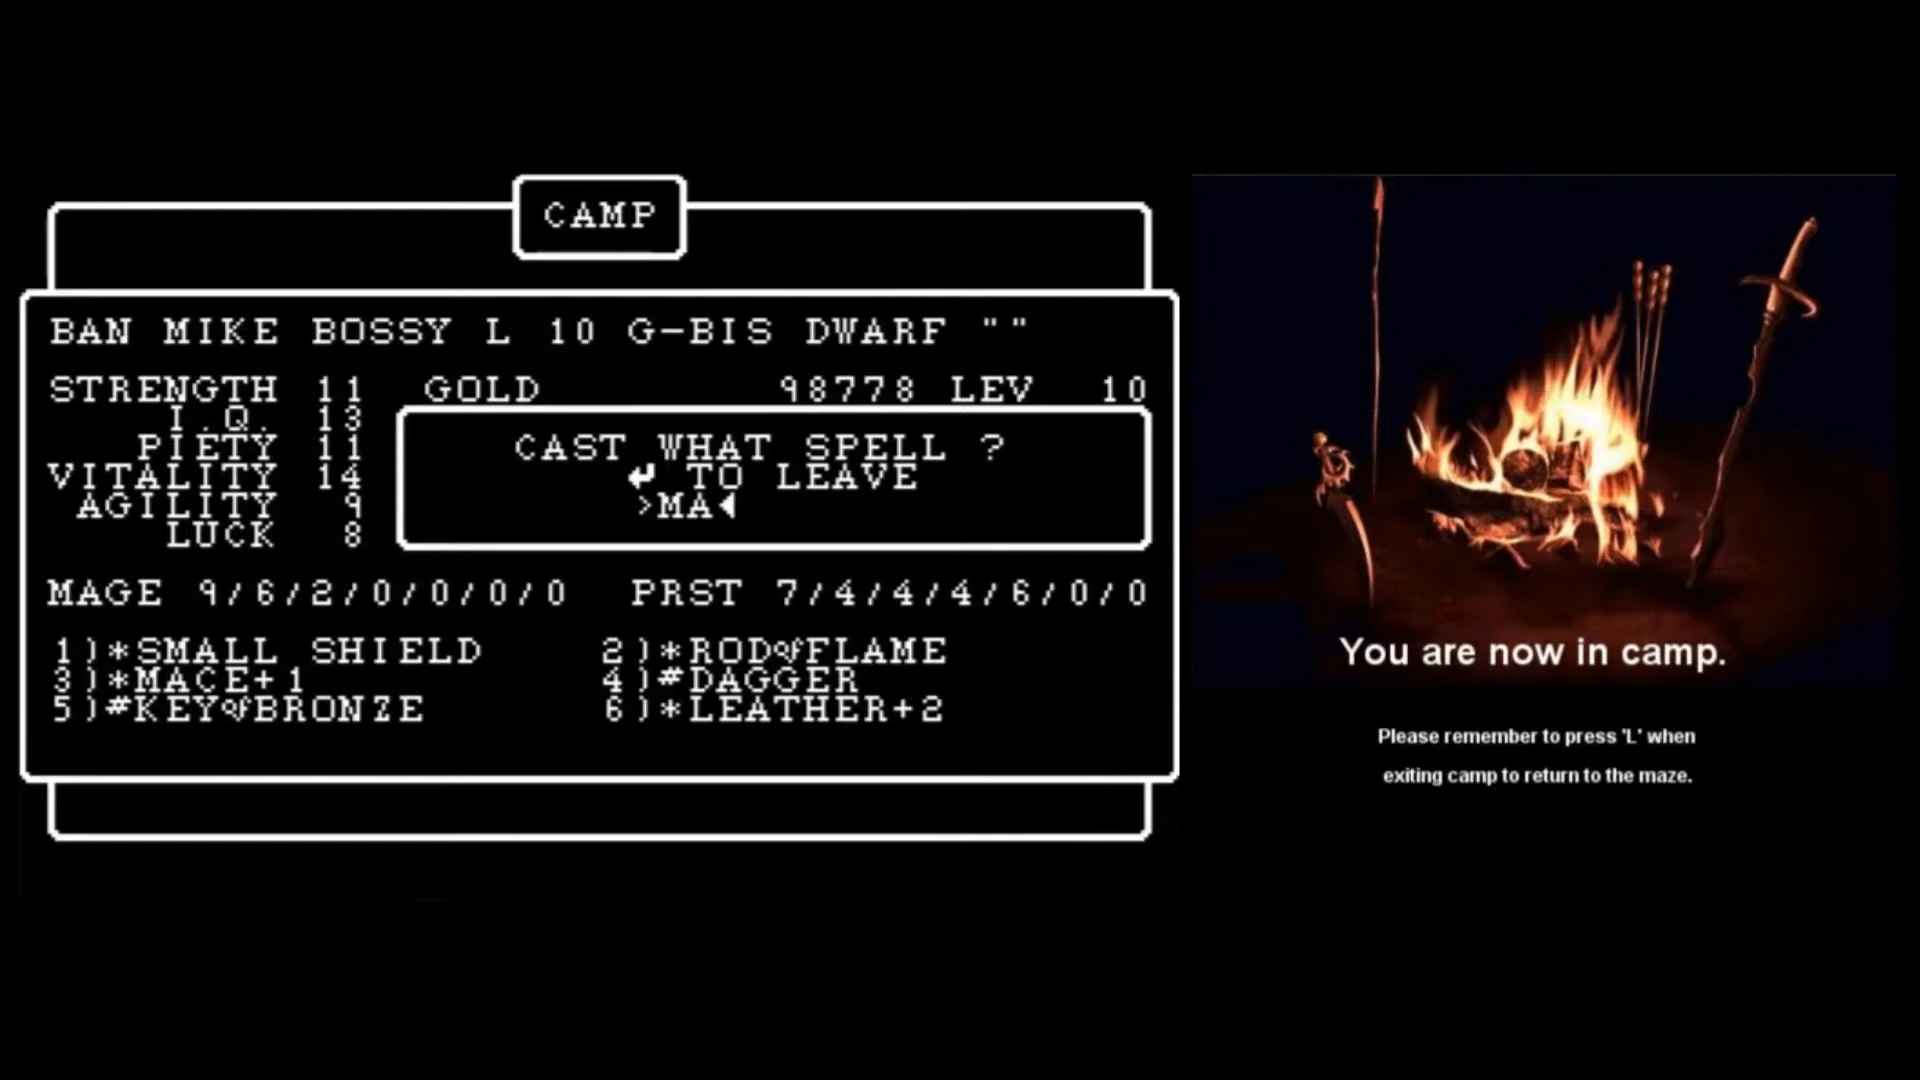 CAMP
BAN MIKE BOSSY L 10 G-BIS DWARF ""
STRENGTH 11 GOLD 98778 LEV 10
I.Q. 13
PIETY 11
VITALITY 14
AGILITY 9
LUCK 8
CAST WHAT SPELL ?
↵ TO LEAVE
>MA◀
MAGE 9/6/2/0/0/0/0 PRST 7/4/4/4/6/0/0
1)*SMALL SHIELD 2)*ROD of FLAME
3)*MACE+1 4)#DAGGER
5)#KEY of BRONZE 6)*LEATHER+2
You are now in camp.
Please remember to press 'L' when
exiting camp to return to the maze.